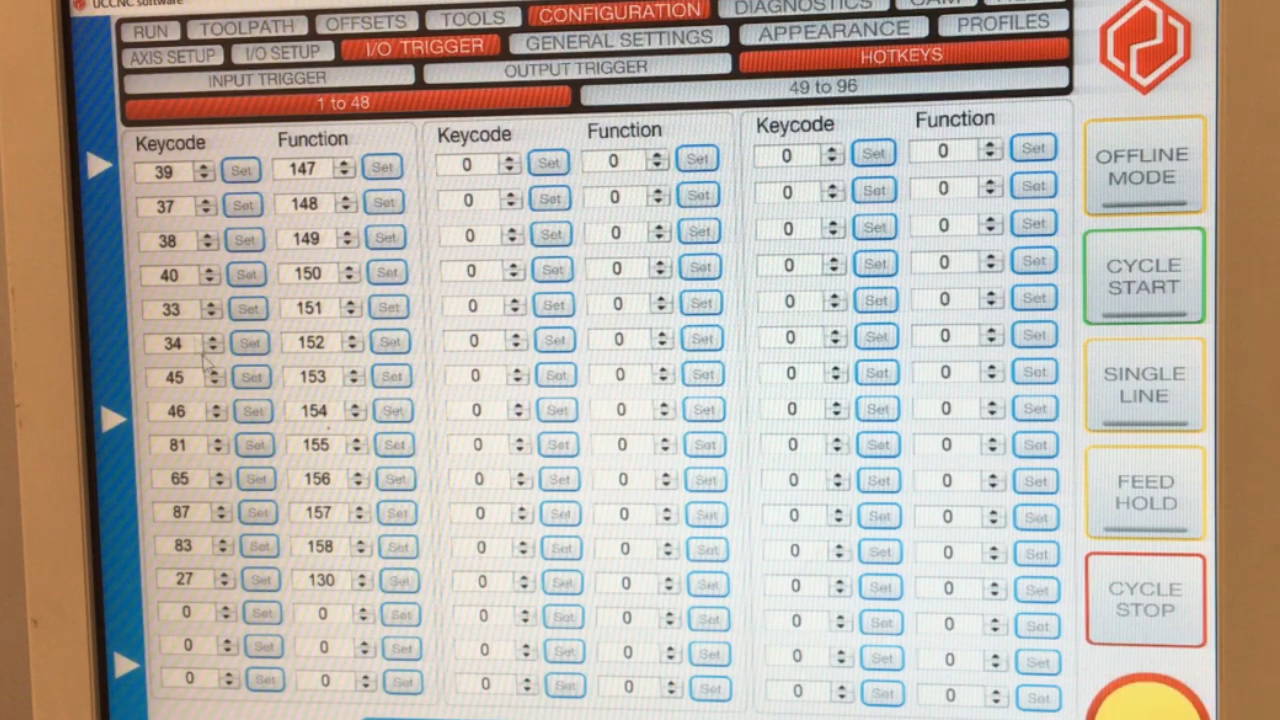 UCCNC software
RUN TOOLPATH OFFSETS TOOLS CONFIGURATION DIAGNOSTICS
AXIS SETUP I/O SETUP I/O TRIGGER GENERAL SETTINGS APPEARANCE PROFILES
INPUT TRIGGER OUTPUT TRIGGER HOTKEYS
1 to 48 49 to 96
Keycode Function Keycode Function Keycode Function
39 Set 147 Set 0 Set 0 Set 0 Set 0 Set
37 Set 148 Set 0 Set 0 Set 0 Set 0 Set
38 Set 149 Set 0 Set 0 Set 0 Set 0 Set
40 Set 150 Set 0 Set 0 Set 0 Set 0 Set
33 Set 151 Set 0 Set 0 Set 0 Set 0 Set
34 Set 152 Set 0 Set 0 Set 0 Set 0 Set
45 Set 153 Set 0 Set 0 Set 0 Set 0 Set
46 Set 154 Set 0 Set 0 Set 0 Set 0 Set
81 Set 155 Set 0 Set 0 Set 0 Set 0 Set
65 Set 156 Set 0 Set 0 Set 0 Set 0 Set
87 Set 157 Set 0 Set 0 Set 0 Set 0 Set
83 Set 158 Set 0 Set 0 Set 0 Set 0 Set
27 Set 130 Set 0 Set 0 Set 0 Set 0 Set
0 Set 0 Set 0 Set 0 Set 0 Set 0 Set
0 Set 0 Set 0 Set 0 Set 0 Set 0 Set
0 Set 0 Set 0 Set 0 Set 0 Set 0 Set
OFFLINE
MODE
CYCLE
START
SINGLE
LINE
FEED
HOLD
CYCLE
STOP